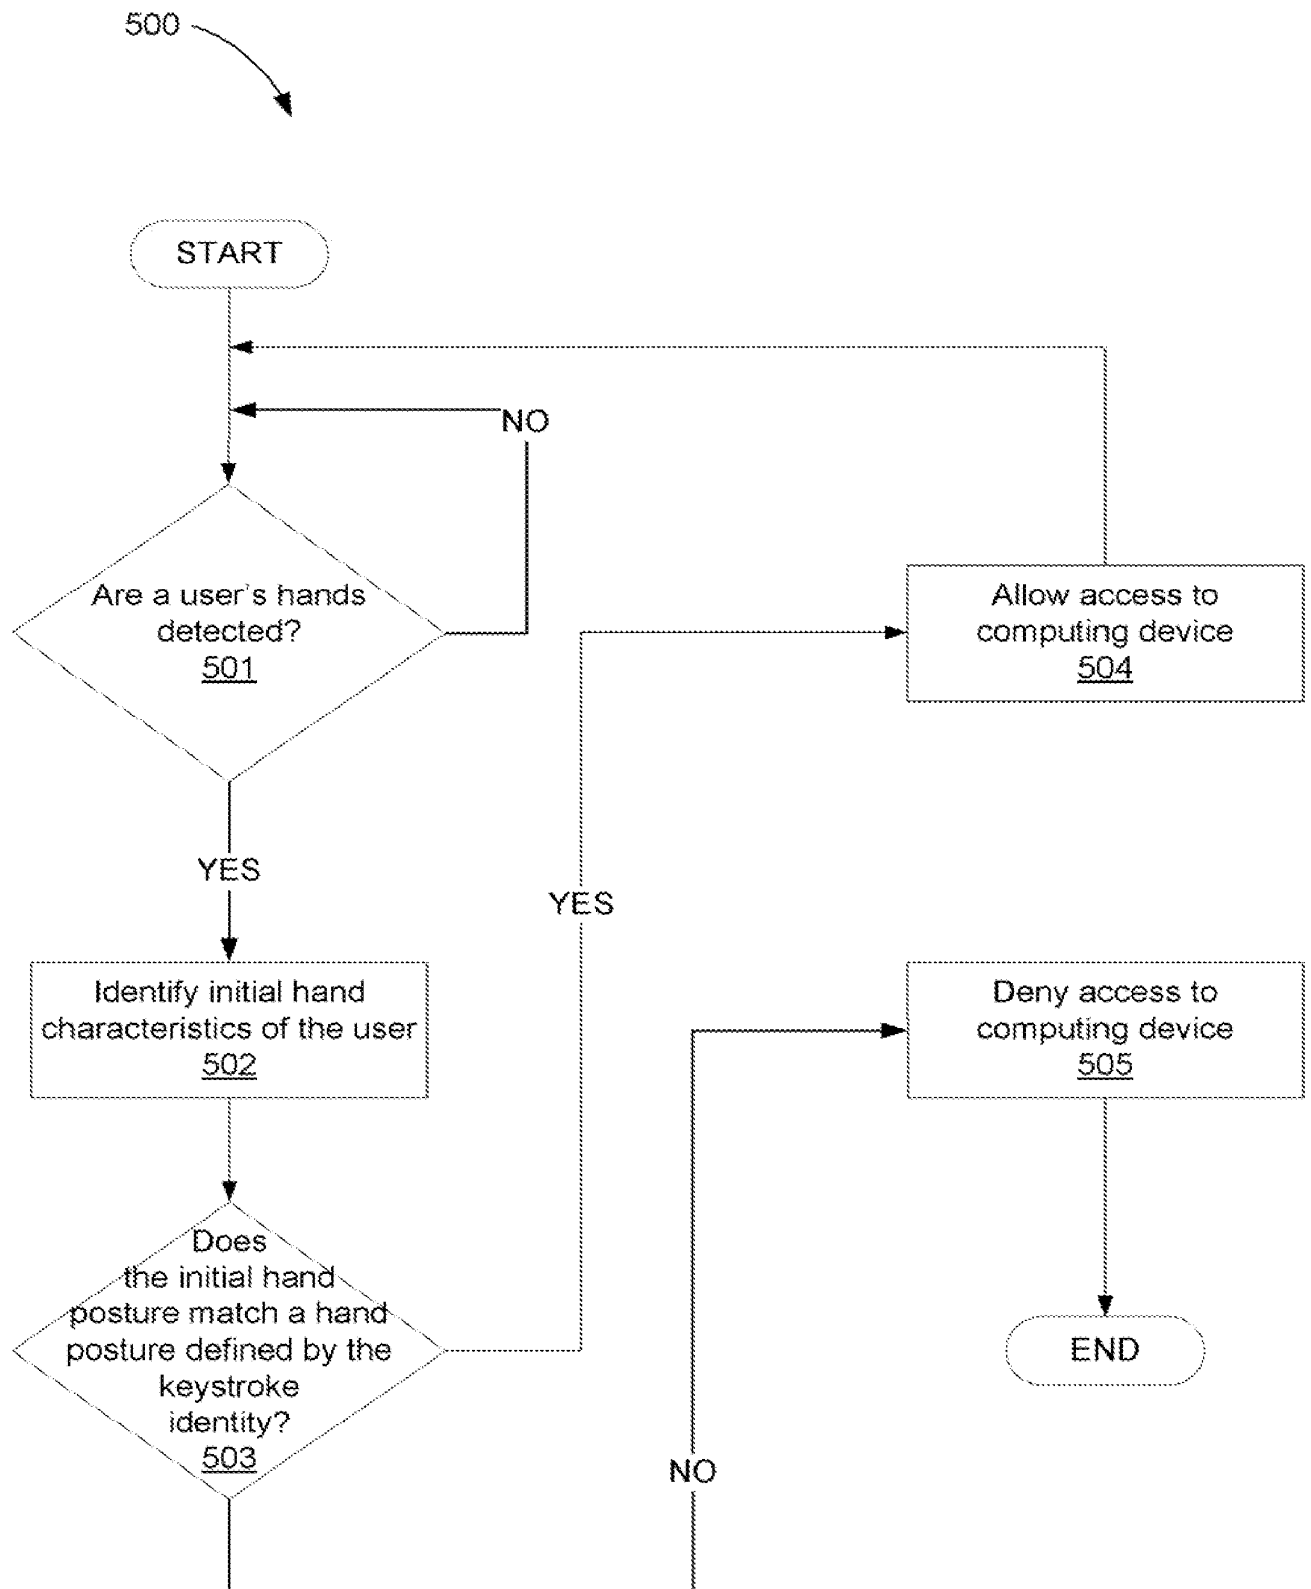 500
START
NO
Are a user's hands
detected?
501
Allow access to
computing device
504
YES
YES
Identify initial hand
characteristics of the user
502
Deny access to
computing device
505
Does
the initial hand
posture match a hand
posture defined by the
keystroke
identity?
503
END
NO